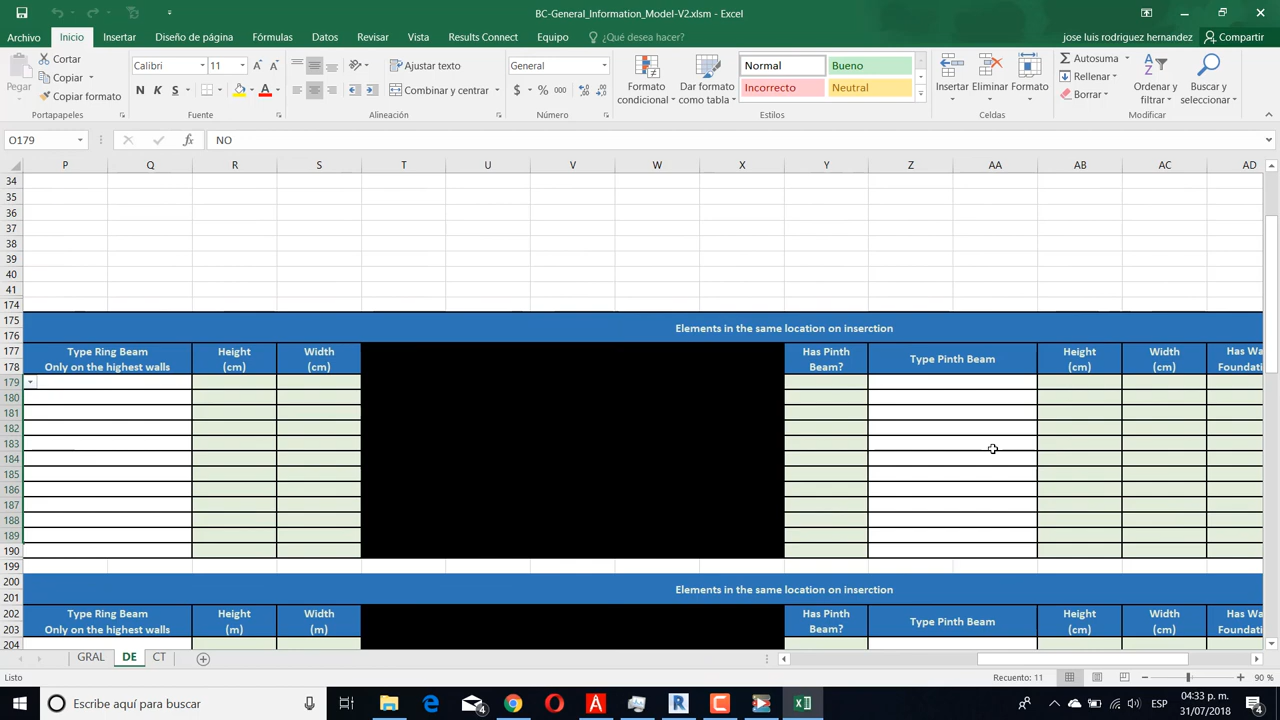 BC-General_Information_Model-V2.xlsm - Excel
Archivo Inicio Insertar Diseño de página Fórmulas Datos Revisar Vista Results Connect Equipo ¿Qué desea hacer? jose luis rodriguez hernandez Compartir
Pegar Cortar Copiar Copiar formato
Calibri 11 N K S
Ajustar texto Combinar y centrar
General $ % 000
Formato condicional Dar formato como tabla
Normal Bueno Incorrecto Neutral
Insertar Eliminar Formato
Autosuma Rellenar Borrar Ordenar y filtrar Buscar y seleccionar
Portapapeles Fuente Alineación Número Estilos Celdas Modificar
O179 fx NO
P Q R S T U V W X Y Z AA AB AC AD
34
35
36
37
38
39
40
41
174
175
176 Elements in the same location on inserction
177 Type Ring Beam Height Width Has Pinth Type Pinth Beam Height Width Has Wa
178 Only on the highest walls (cm) (cm) Beam? (cm) (cm) Foundati
179
180
181
182
183
184
185
186
187
188
189
190
199
200 Elements in the same location on inserction
201
202 Type Ring Beam Height Width Has Pinth Type Pinth Beam Height Width Has Wa
203 Only on the highest walls (m) (m) Beam? (cm) (cm) Foundati
204
GRAL DE CT
Listo Recuento: 11 90 %
Escribe aquí para buscar 4 ESP 04:33 p. m. 31/07/2018 4